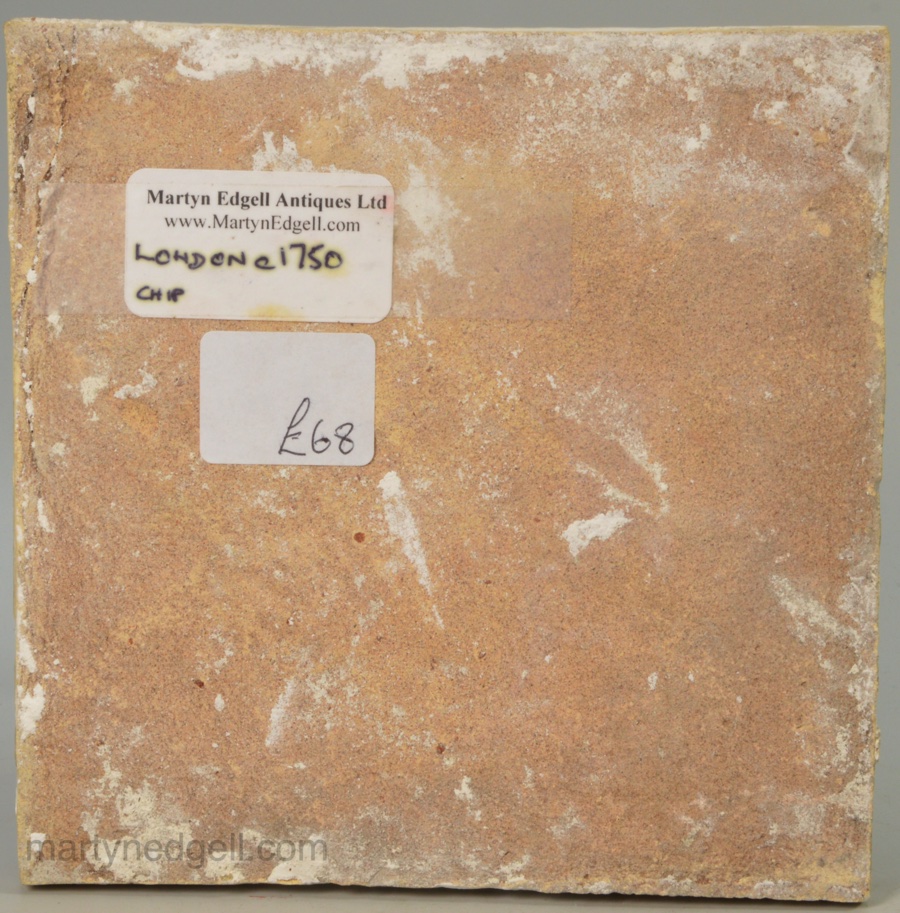 Martyn Edgell Antiques Ltd
www.MartynEdgell.com
LONDON c1750
CHIP
£68
martynedgell.com